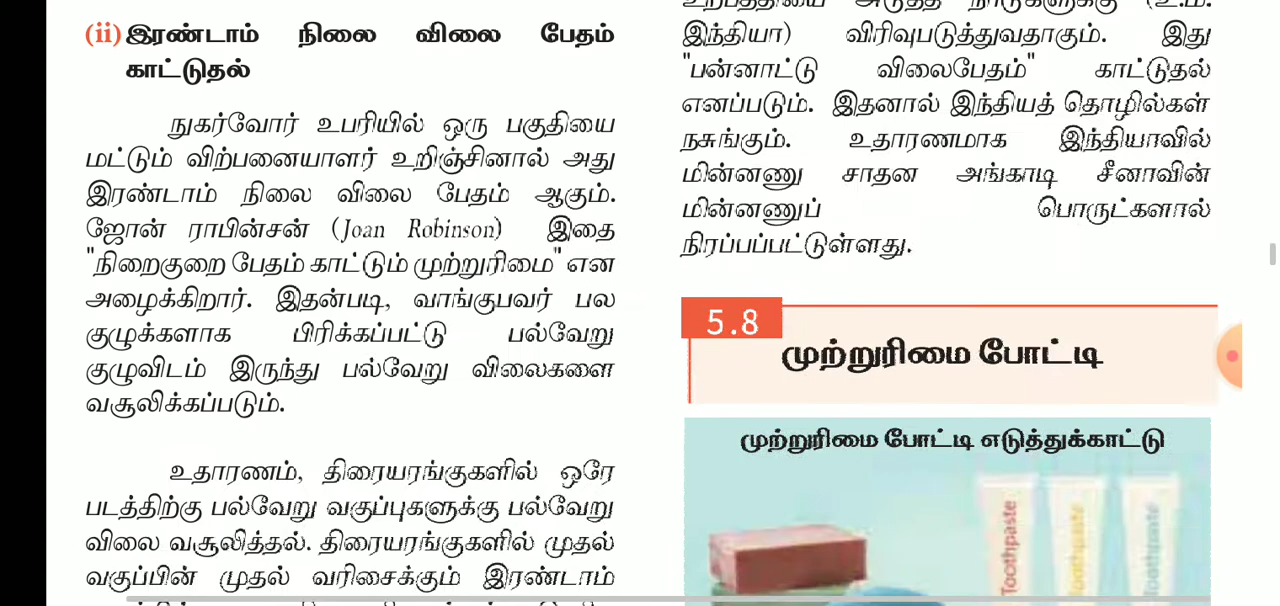 (ii) இரண்டாம் நிலை விலை பேதம்
காட்டுதல்
நுகர்வோர் உபரியில் ஒரு பகுதியை
மட்டும் விற்பனையாளர் உறிஞ்சினால் அது
இரண்டாம் நிலை விலை பேதம் ஆகும்.
ஜோன் ராபின்சன் (Joan Robinson) இதை
"நிறைகுறை பேதம் காட்டும் முற்றுரிமை" என
அழைக்கிறார். இதன்படி, வாங்குபவர் பல
குழுக்களாக பிரிக்கப்பட்டு பல்வேறு
குழுவிடம் இருந்து பல்வேறு விலைகளை
வசூலிக்கப்படும்.
உதாரணம், திரையரங்குகளில் ஒரே
படத்திற்கு பல்வேறு வகுப்புகளுக்கு பல்வேறு
விலை வசூலித்தல். திரையரங்குகளில் முதல்
வகுப்பின் முதல் வரிசைக்கும் இரண்டாம்
உற்பத்தியை அடுத்த நாடுகளுக்கு (உ.ம்.
இந்தியா) விரிவுபடுத்துவதாகும். இது
"பன்னாட்டு விலைபேதம்" காட்டுதல்
எனப்படும். இதனால் இந்தியத் தொழில்கள்
நசுங்கும். உதாரணமாக இந்தியாவில்
மின்னணு சாதன அங்காடி சீனாவின்
மின்னணுப் பொருட்களால்
நிரப்பப்பட்டுள்ளது.
5.8
முற்றுரிமை போட்டி
முற்றுரிமை போட்டி எடுத்துக்காட்டு
Toothpaste
Toothpaste
Toothpaste